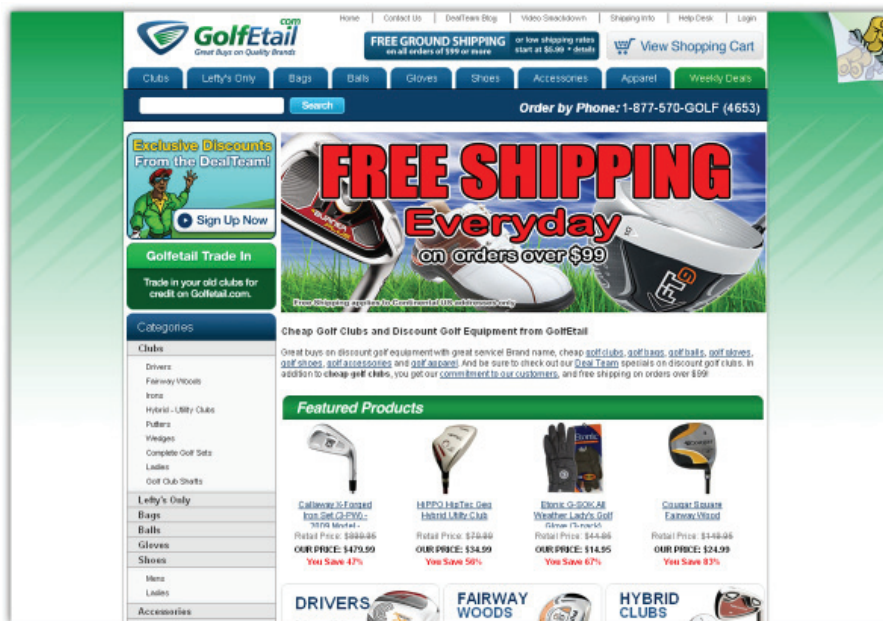 Home | Contact Us | DealTeam Blog | Video Smackdown | Shipping Info | Help Desk | Login
GolfEtail.com
Great Buys on Quality Brands
FREE GROUND SHIPPING
on all orders of $99 or more
or low shipping rates
start at $5.99 • details
View Shopping Cart
Clubs
Lefty's Only
Bags
Balls
Gloves
Shoes
Accessories
Apparel
Weekly Deals
Search
Order by Phone: 1-877-570-GOLF (4653)
Exclusive Discounts
From the DealTeam!
Sign Up Now
FREE SHIPPING
Everyday
on orders over $99
Free Shipping applies to Continental US addresses only
Golfetail Trade In
Trade in your old clubs for
credit on Golfetail.com.
Categories
Clubs
Drivers
Fairway Woods
Irons
Hybrid - Utility Clubs
Putters
Wedges
Complete Golf Sets
Ladies
Golf Club Shafts
Lefty's Only
Bags
Balls
Gloves
Shoes
Mens
Ladies
Accessories
Cheap Golf Clubs and Discount Golf Equipment from GolfEtail
Great buys on discount golf equipment with great service! Brand name, cheap golf clubs, golf bags, golf balls, golf gloves,
golf shoes, golf accessories and golf apparel. And be sure to check out our Deal Team specials on discount golf clubs. In
addition to cheap golf clubs, you get our commitment to our customers, and free shipping on orders over $99!
Featured Products
Callaway X-Forged
Iron Set (3-PW) -
2009 Model -
Retail Price: $899.95
OUR PRICE: $479.99
You Save 47%
HIPPO HipTec Geo
Hybrid Utility Club
Retail Price: $79.99
OUR PRICE: $34.99
You Save 56%
Etonic G-SOK All
Weather Lady's Golf
Glove (3-pack)
Retail Price: $44.95
OUR PRICE: $14.95
You Save 67%
Cougar Square
Fairway Wood
Retail Price: $149.95
OUR PRICE: $24.99
You Save 83%
DRIVERS
FAIRWAY
WOODS
HYBRID
CLUBS